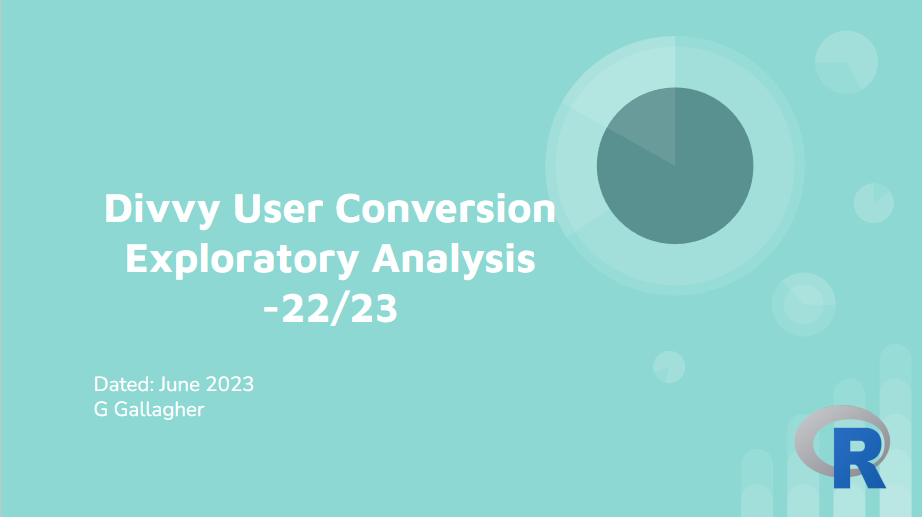 Divvy User Conversion
Exploratory Analysis
-22/23
Dated: June 2023
G Gallagher
R